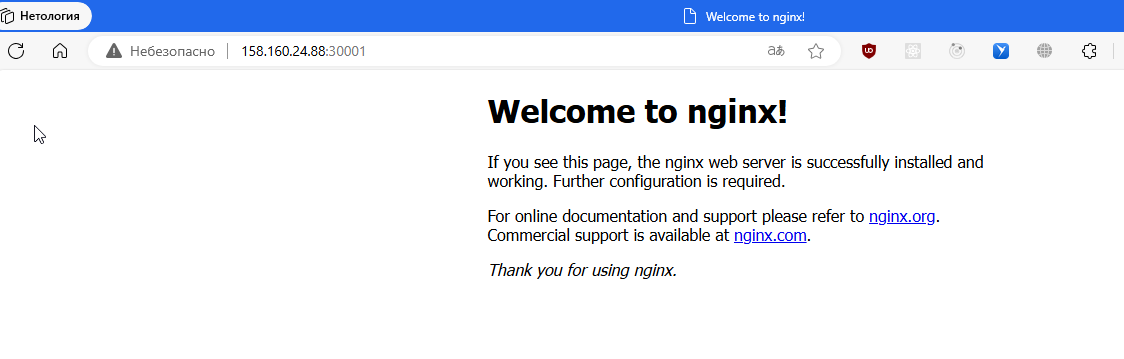 Нетология
Welcome to nginx!
Небезопасно 158.160.24.88:30001
Welcome to nginx!
If you see this page, the nginx web server is successfully installed and
working. Further configuration is required.
For online documentation and support please refer to nginx.org.
Commercial support is available at nginx.com.
Thank you for using nginx.